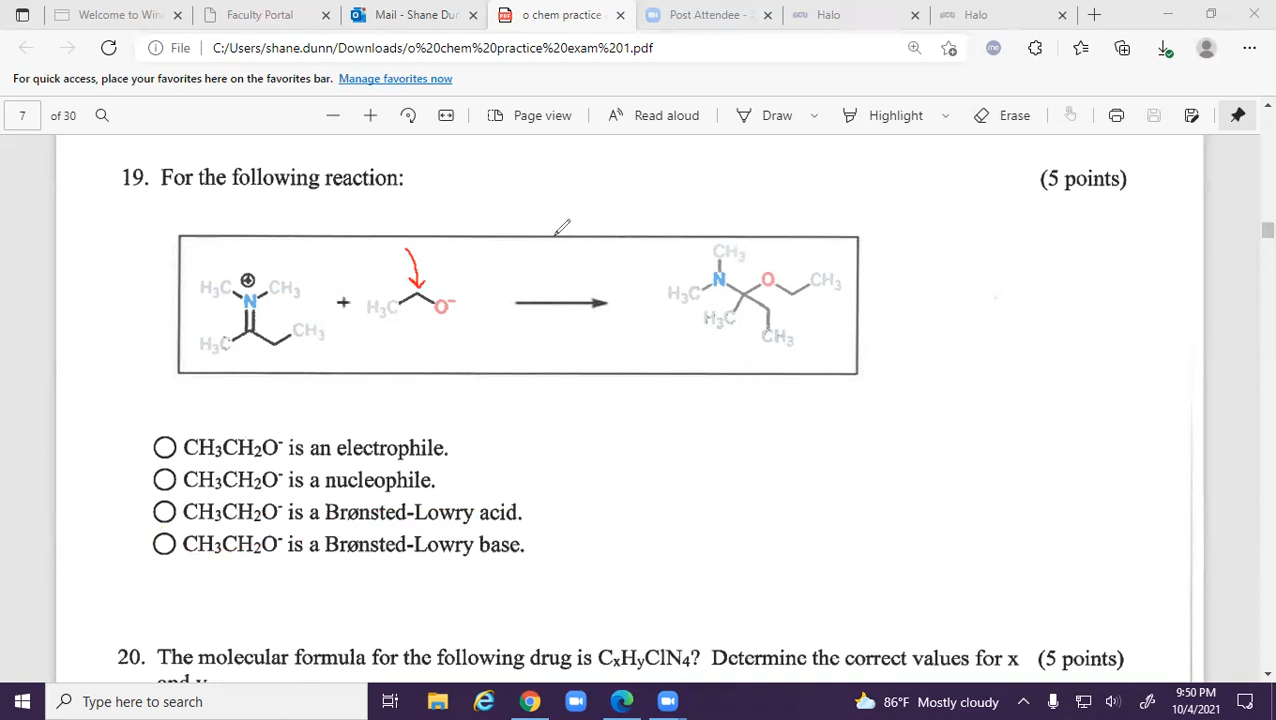 Welcome to Win
Faculty Portal
Mail - Shane Dun
PDF
o chem practice
Post Attendee -
GCU
Halo
GCU
Halo
File
C:/Users/shane.dunn/Downloads/o%20chem%20practice%20exam%201.pdf
For quick access, place your favorites here on the favorites bar. Manage favorites now
7 of 30
Page view
Read aloud
Draw
Highlight
Erase
19. For the following reaction: (5 points)
H₃C N CH₃ ⊕
H₃C CH₃
+
H₃C O⁻
CH₃
H₃C N O CH₃
H₃C
CH₃
CH₃CH₂O⁻ is an electrophile.
CH₃CH₂O⁻ is a nucleophile.
CH₃CH₂O⁻ is a Brønsted-Lowry acid.
CH₃CH₂O⁻ is a Brønsted-Lowry base.
20. The molecular formula for the following drug is CₓHᵧClN₄? Determine the correct values for x (5 points)
and y
Type here to search
86°F Mostly cloudy
9:50 PM
10/4/2021